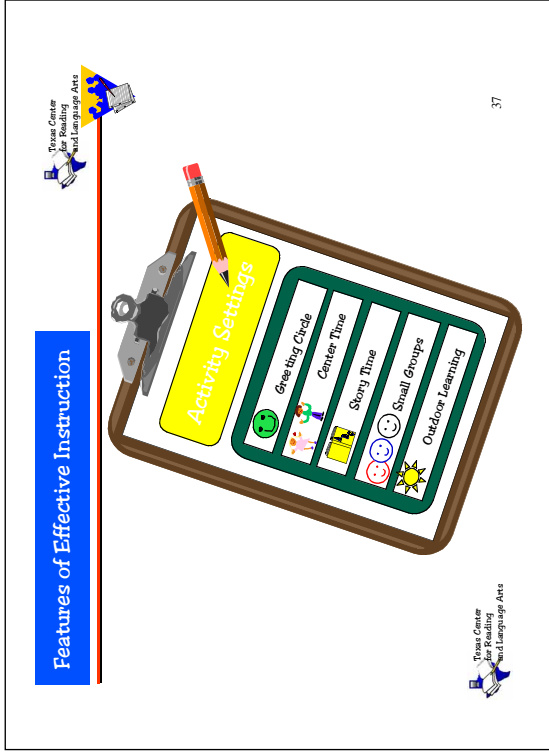 Features of Effective Instruction
Texas Center
for Reading
and Language Arts
Activity Settings
Greeting Circle
Center Time
Story Time
Small Groups
Outdoor Learning
Texas Center
for Reading
and Language Arts
37